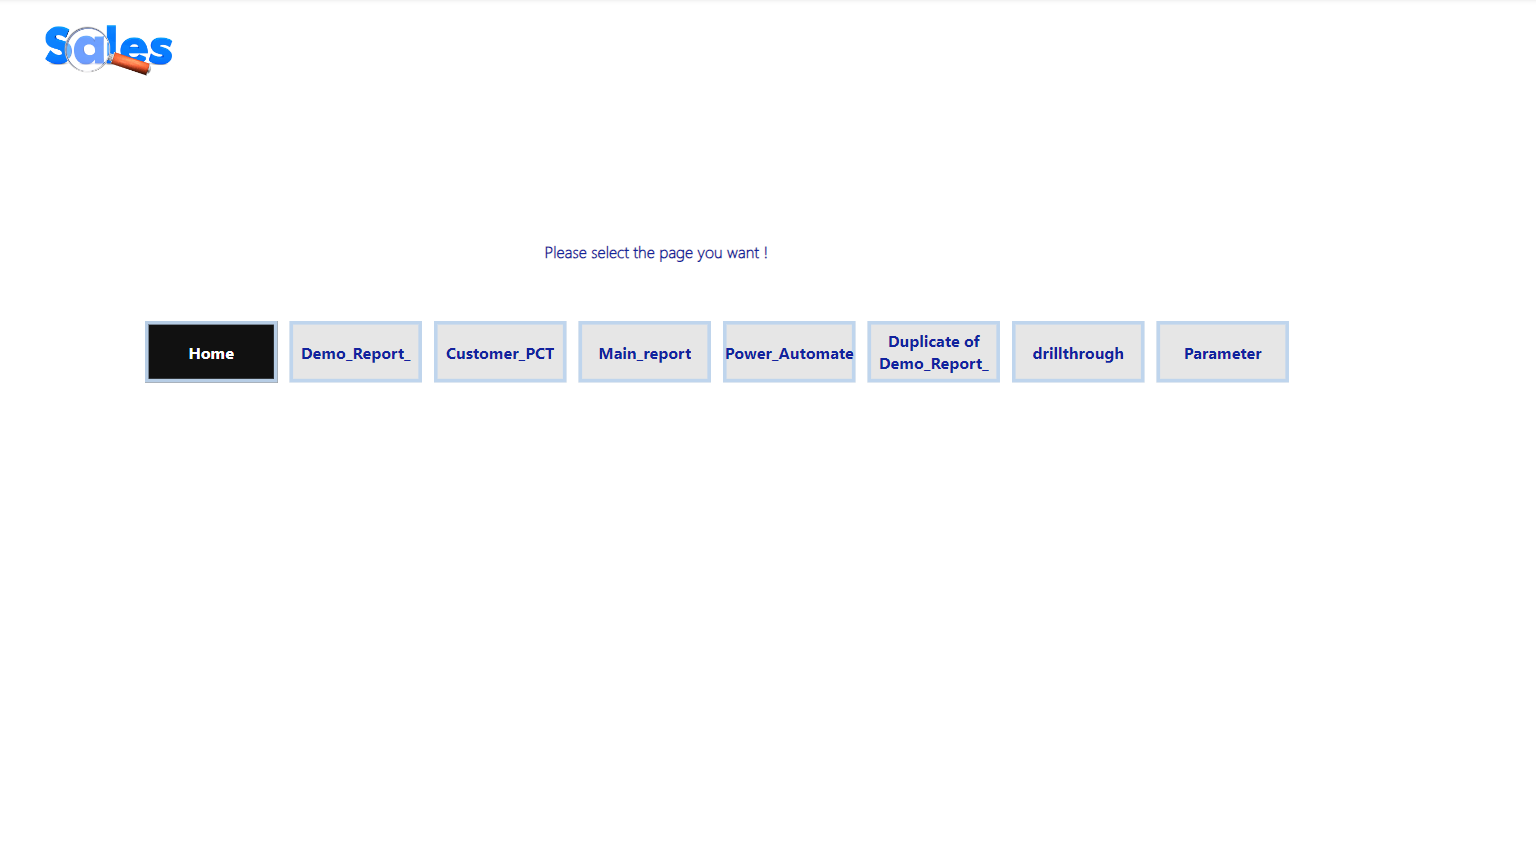 Sales
Please select the page you want !
Home
Demo_Report_
Customer_PCT
Main_report
Power_Automate
Duplicate of
Demo_Report_
drillthrough
Parameter